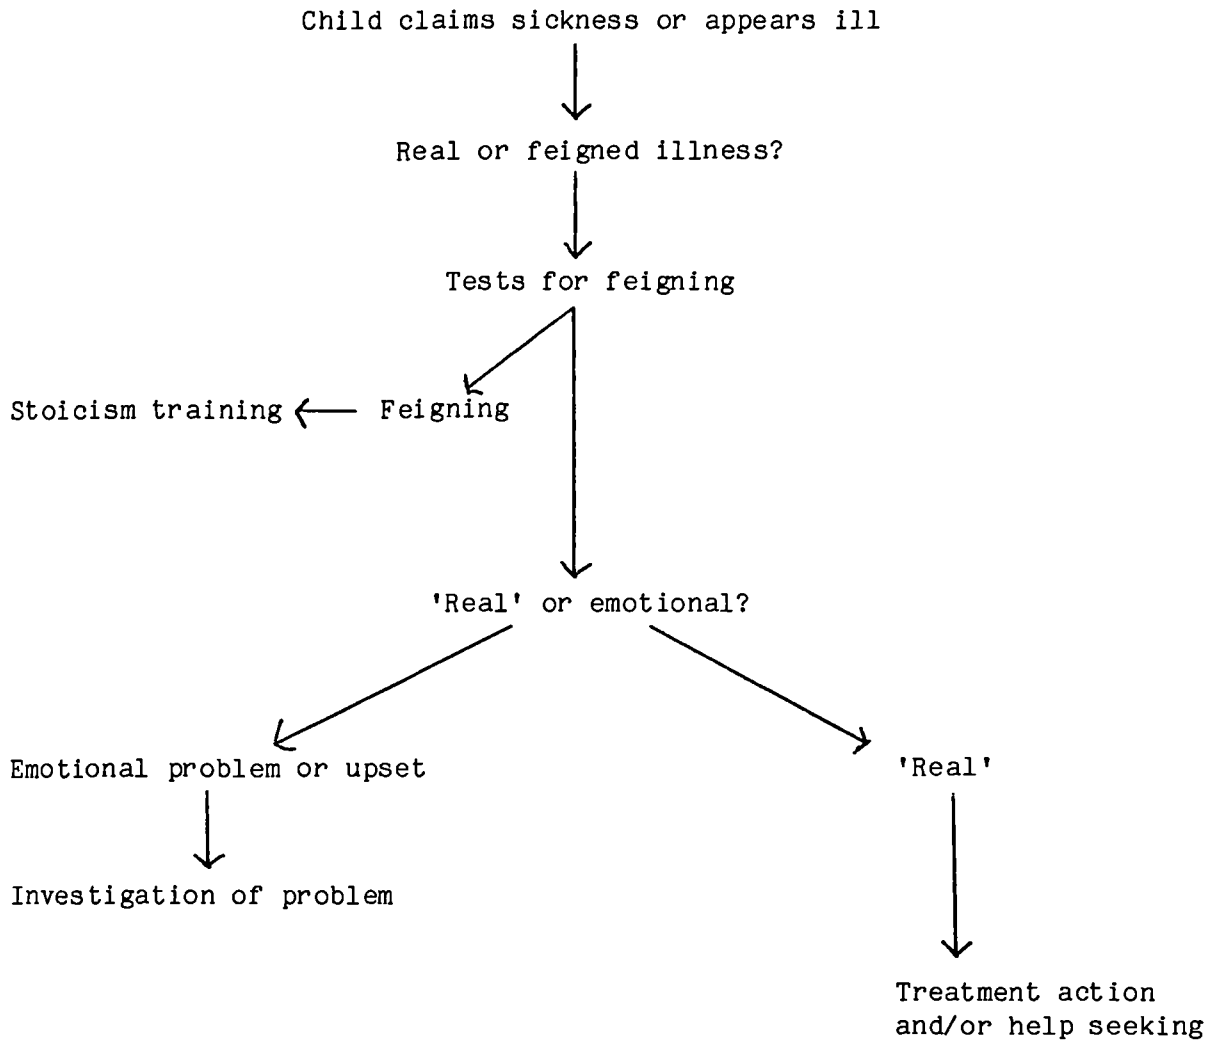 Child claims sickness or appears ill
Real or feigned illness?
Tests for feigning
Stoicism training
Feigning
'Real' or emotional?
Emotional problem or upset
'Real'
Investigation of problem
Treatment action
and/or help seeking